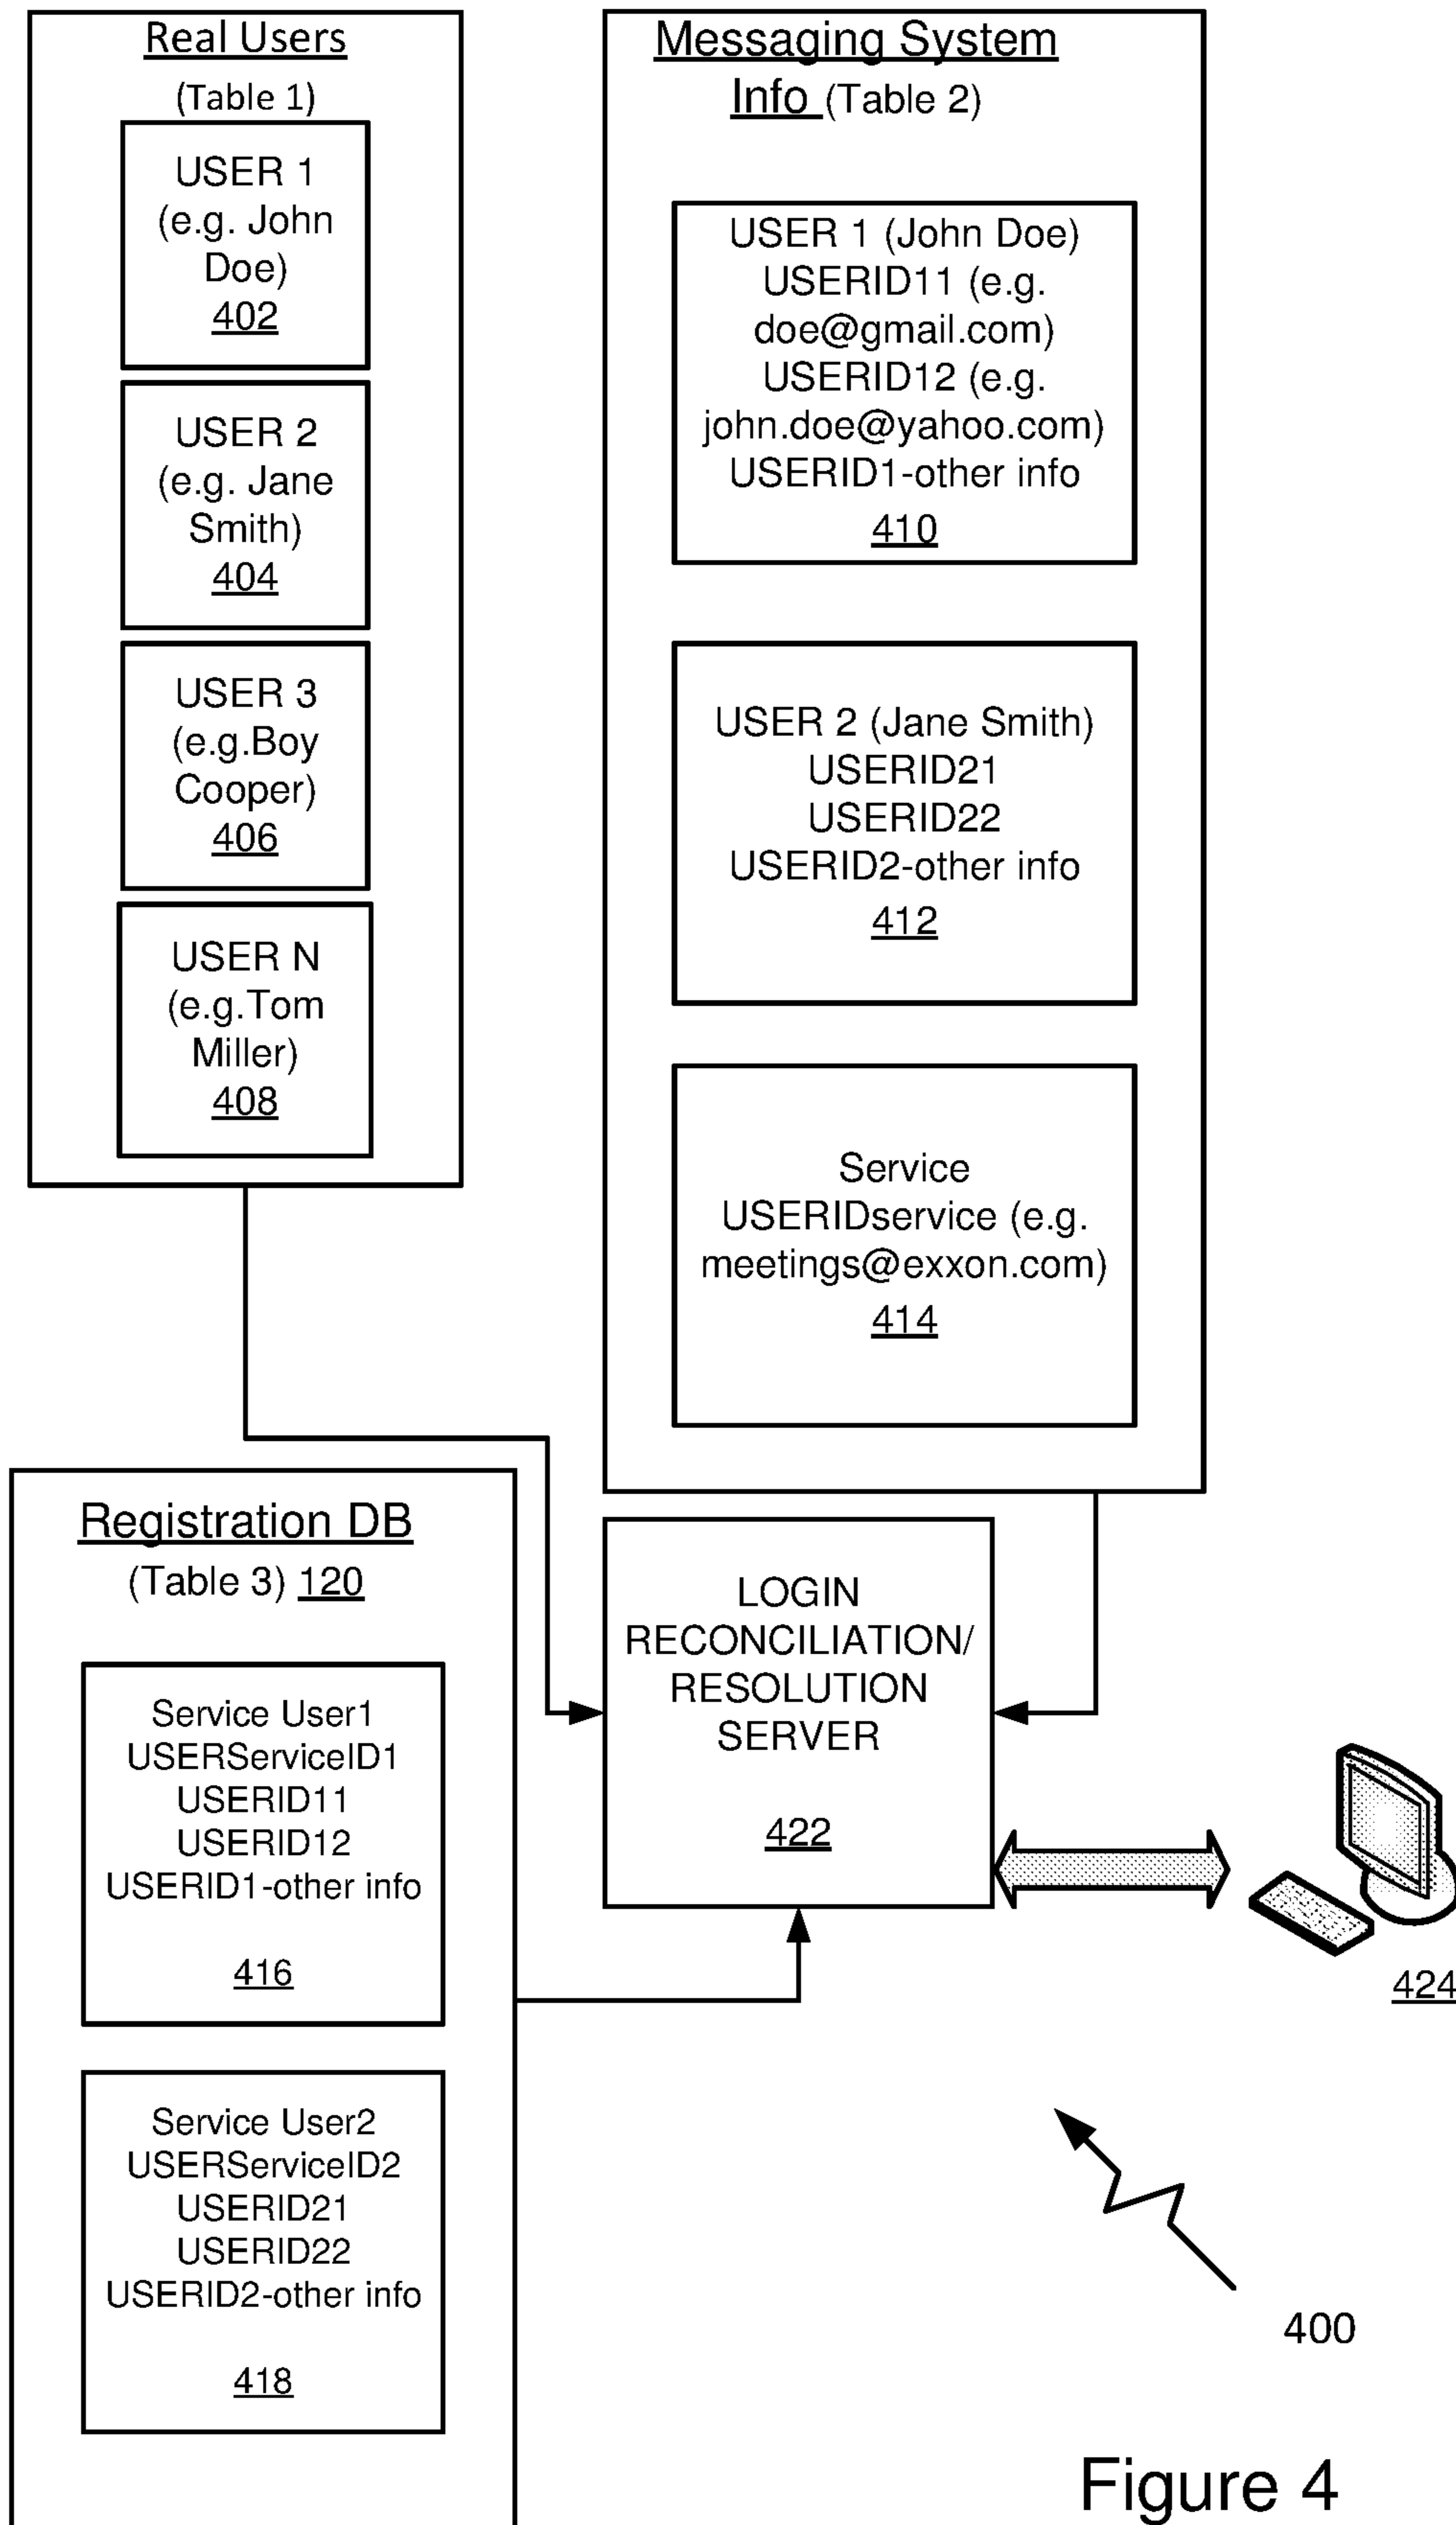 Real Users
(Table 1)
USER 1
(e.g. John
Doe)
402
USER 2
(e.g. Jane
Smith)
404
USER 3
(e.g.Boy
Cooper)
406
USER N
(e.g.Tom
Miller)
408
Messaging System
Info (Table 2)
USER 1 (John Doe)
USERID11 (e.g.
doe@gmail.com)
USERID12 (e.g.
john.doe@yahoo.com)
USERID1-other info
410
USER 2 (Jane Smith)
USERID21
USERID22
USERID2-other info
412
Service
USERIDservice (e.g.
meetings@exxon.com)
414
Registration DB
(Table 3) 120
Service User1
USERServiceID1
USERID11
USERID12
USERID1-other info
416
Service User2
USERServiceID2
USERID21
USERID22
USERID2-other info
418
LOGIN
RECONCILIATION/
RESOLUTION
SERVER
422
424
400
Figure 4